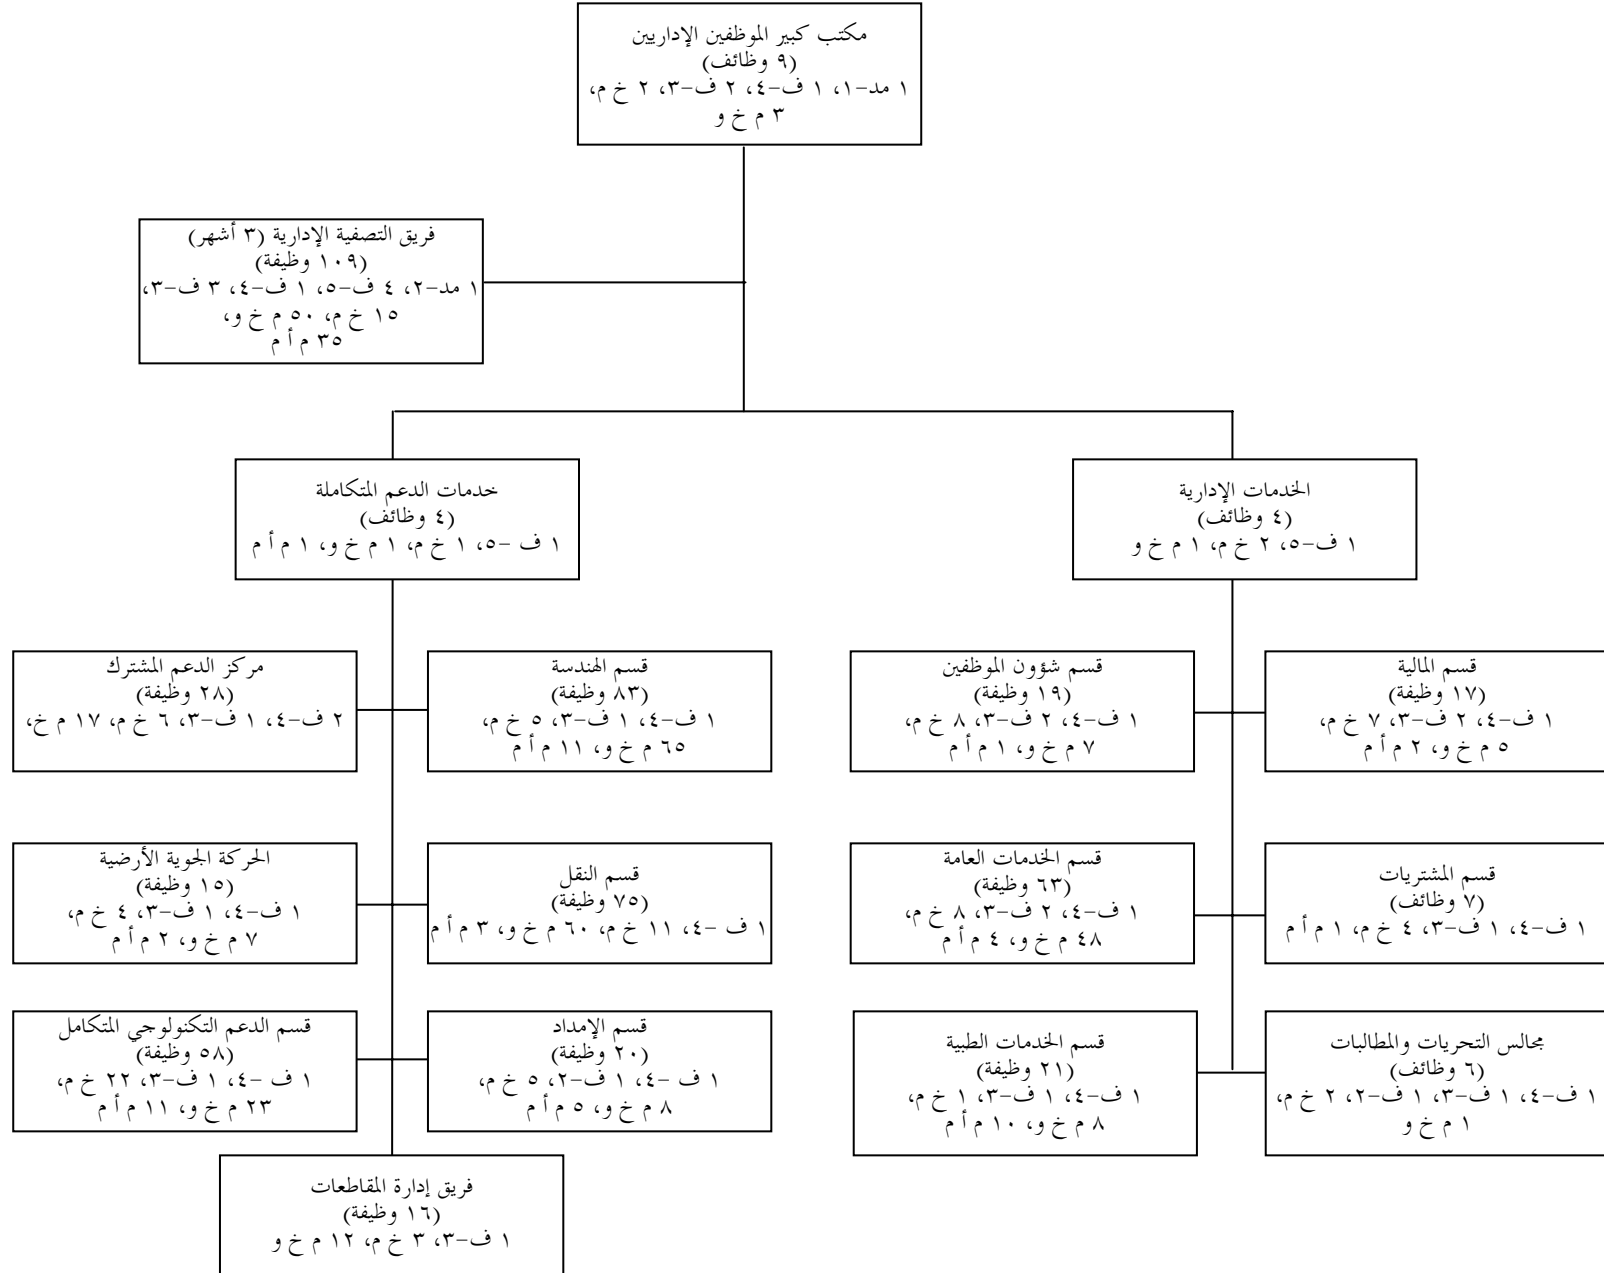 مكتب كبير الموظفين الإداريين
(٩ وظائف)
١ مد-١، ١ ف-٤، ٢ ف-٣، ٢ خ م،
٣ م خ و
فريق التصفية الإدارية (٣ أشهر)
(١٠٩ وظيفة)
١ مد-٢، ٤ ف-٥، ١ ف-٤، ٣ ف-٣،
١٥ خ م، ٥٠ م خ و،
٣٥ م أ م
الخدمات الإدارية
(٤ وظائف)
١ ف-٥، ٢ خ م، ١ م خ و
خدمات الدعم المتكاملة
(٤ وظائف)
١ ف -٥، ١ خ م، ١ م خ و، ١ م أ م
قسم المالية
(١٧ وظيفة)
١ ف-٤، ٢ ف-٣، ٧ خ م،
٥ م خ و، ٢ م أ م
قسم شؤون الموظفين
(١٩ وظيفة)
١ ف-٤، ٢ ف-٣، ٨ خ م،
٧ م خ و، ١ م أ م
قسم الهندسة
(٨٣ وظيفة)
١ ف-٤، ١ ف-٣، ٥ خ م،
٦٥ م خ و، ١١ م أ م
مركز الدعم المشترك
(٢٨ وظيفة)
٢ ف-٤، ١ ف-٣، ٦ خ م، ١٧ م خ،
قسم المشتريات
(٧ وظائف)
١ ف-٤، ١ ف-٣، ٤ خ م، ١ م أ م
قسم الخدمات العامة
(٦٣ وظيفة)
١ ف-٤، ٢ ف-٣، ٨ خ م،
٤٨ م خ و، ٤ م أ م
قسم النقل
(٧٥ وظيفة)
١ ف -٤، ١١ خ م، ٦٠ م خ و، ٣ م أ م
الحركة الجوية الأرضية
(١٥ وظيفة)
١ ف-٤، ١ ف-٣، ٤ خ م،
٧ م خ و، ٢ م أ م
مجالس التحريات والمطالبات
(٦ وظائف)
١ ف-٤، ١ ف-٣، ١ ف-٢، ٢ خ م،
١ م خ و
قسم الخدمات الطبية
(٢١ وظيفة)
١ ف-٤، ١ ف-٣، ١ خ م،
٨ م خ و، ١٠ م أ م
قسم الإمداد
(٢٠ وظيفة)
١ ف -٤، ١ ف-٢، ٥ خ م،
٨ م خ و، ٥ م أ م
قسم الدعم التكنولوجي المتكامل
(٥٨ وظيفة)
١ ف -٤، ١ ف-٣، ٢٢ خ م،
٢٣ م خ و، ١١ م أ م
فريق إدارة المقاطعات
(١٦ وظيفة)
١ ف-٣، ٣ خ م، ١٢ م خ و